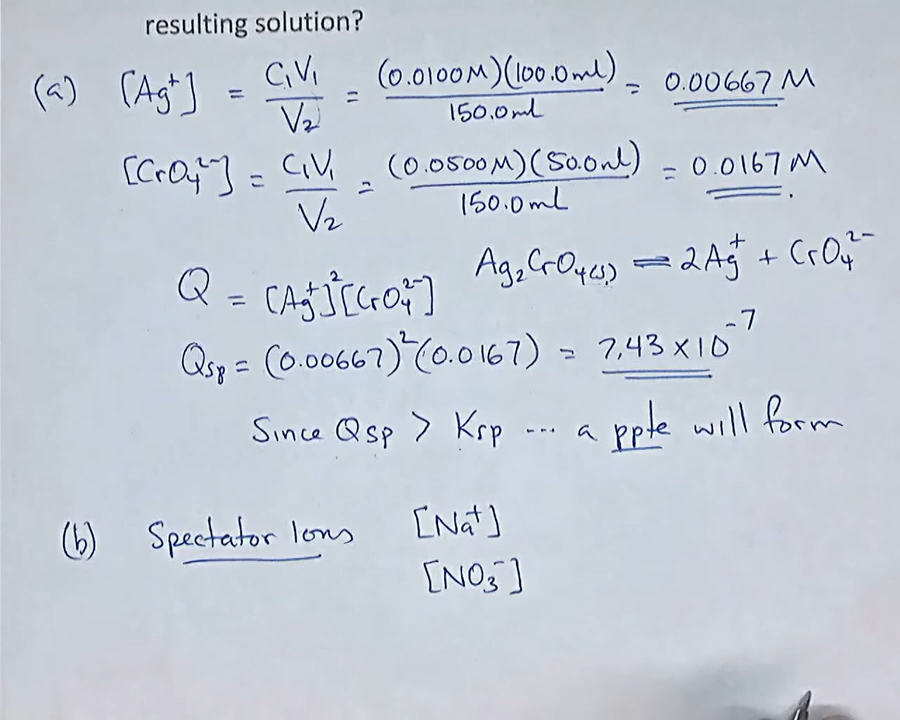 resulting solution?
(a) [Ag⁺] = C₁V₁/V₂ = (0.0100M)(100.0ml)/150.0ml = 0.00667 M
[CrO₄²⁻] = C₁V₁/V₂ = (0.0500M)(50.0ml)/150.0mL = 0.0167 M.
Ag₂CrO₄(s) = 2Ag⁺ + CrO₄²⁻
Q = [Ag⁺]²[CrO₄²⁻]
Qsp = (0.00667)²(0.0167) = 7.43 × 10⁻⁷
Since Qsp > Ksp ... a ppte will form
(b) Spectator Ions [Na⁺]
[NO₃⁻]